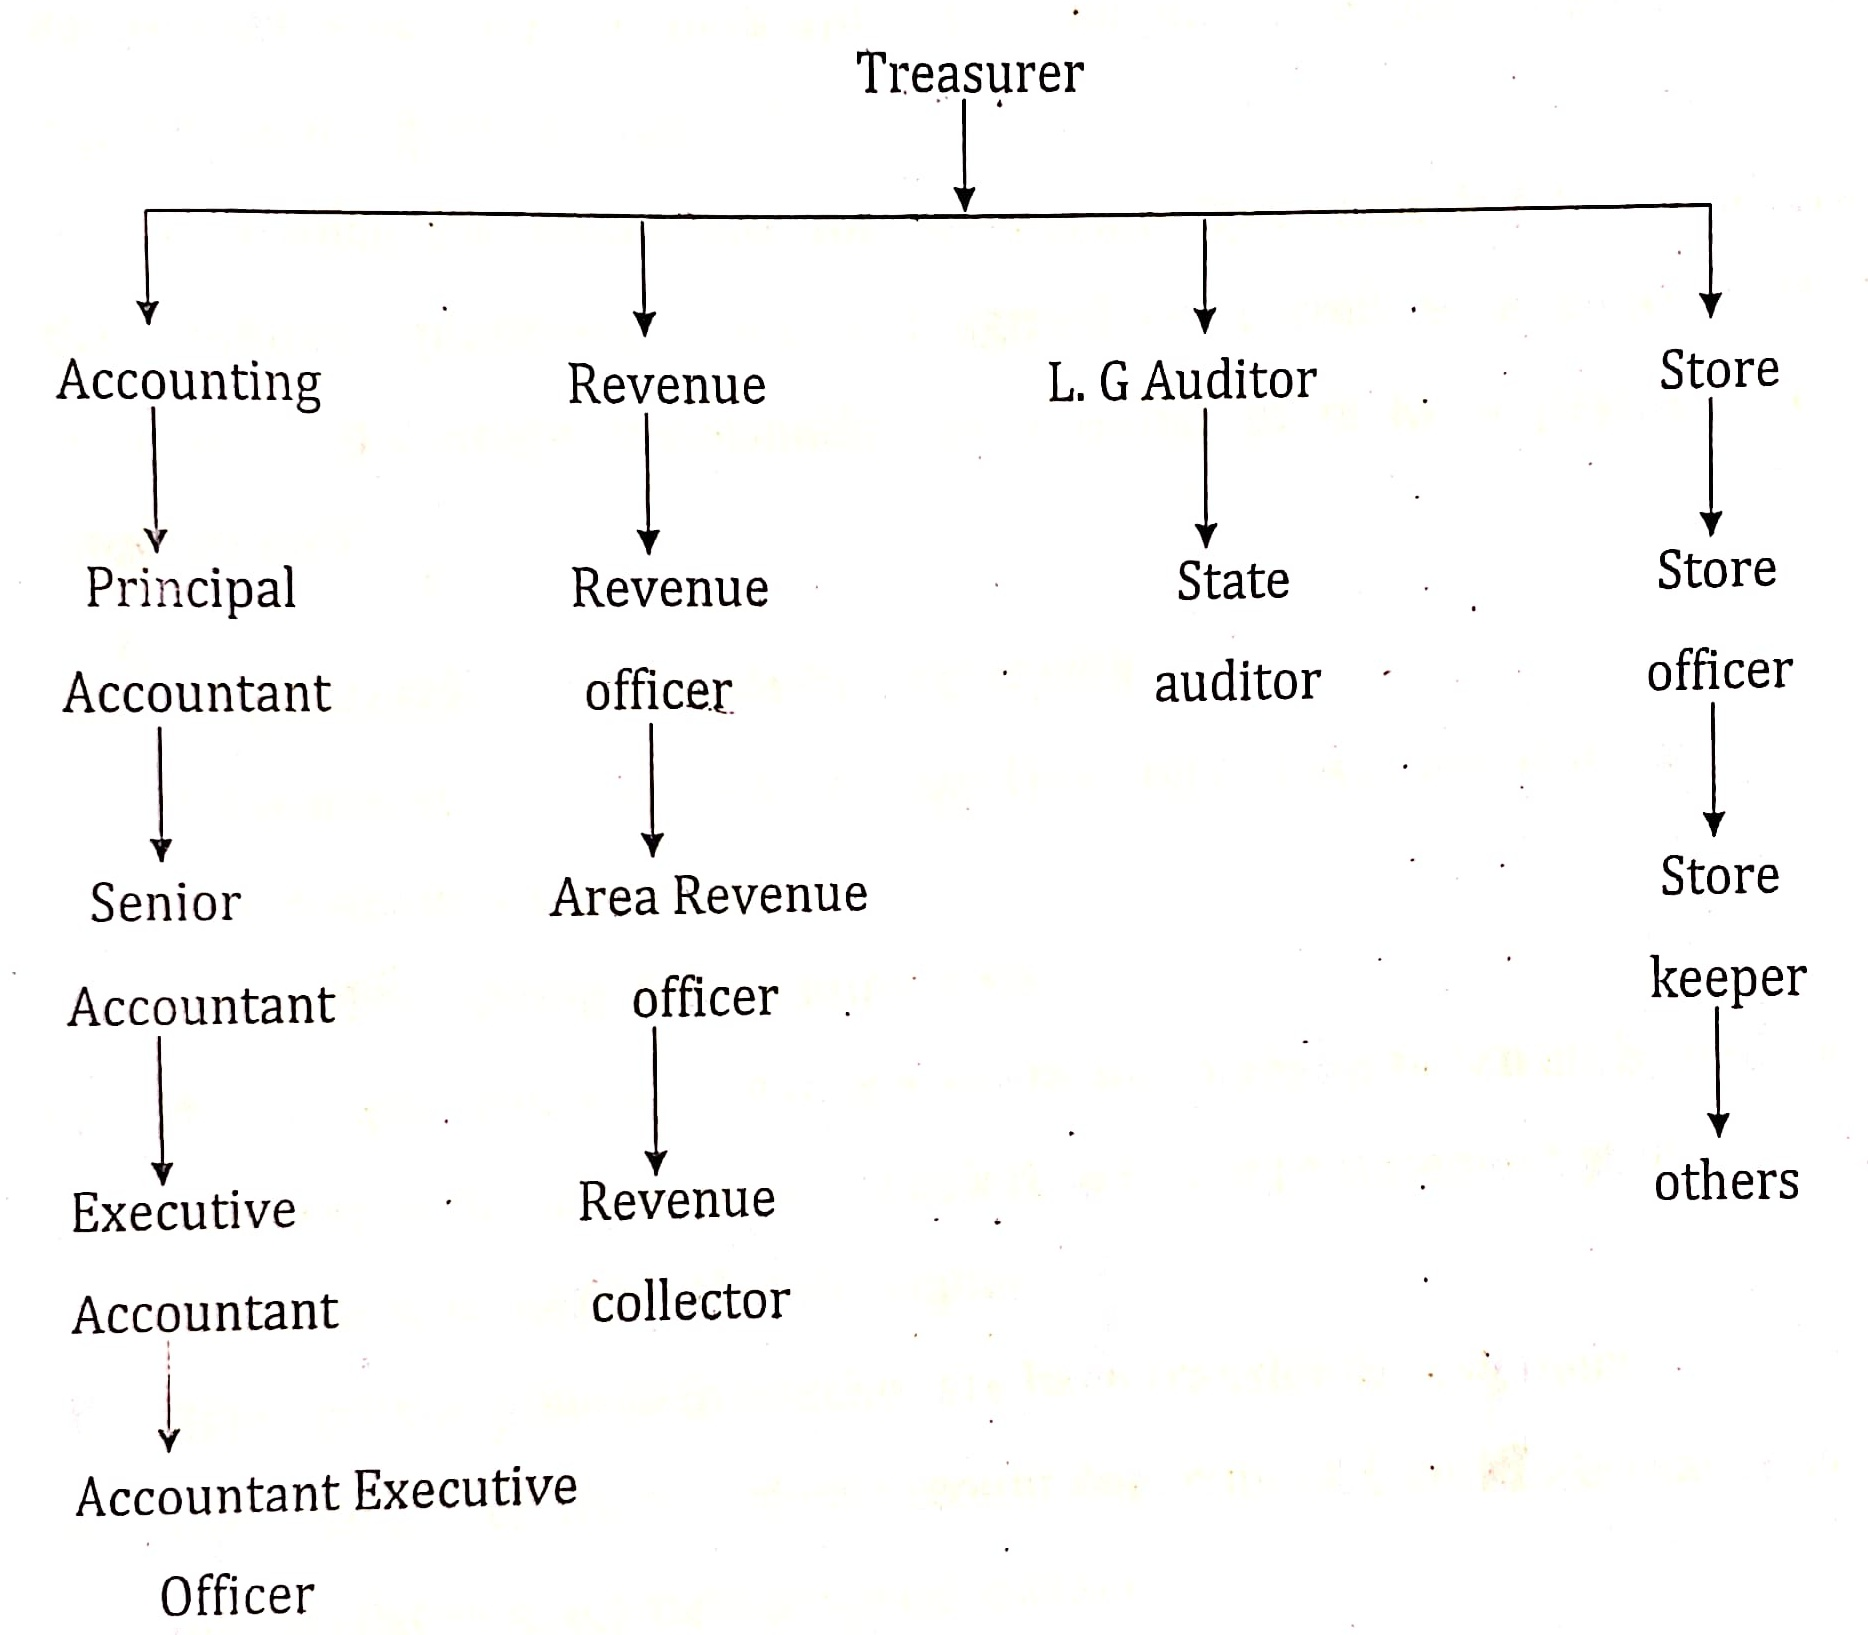 Treasurer
Accounting
Revenue
L. G Auditor
Store
Principal
Accountant
Revenue
officer
State
auditor
Store
officer
Senior
Accountant
Area Revenue
officer
Store
keeper
Executive
Accountant
Revenue
collector
others
Accountant Executive
Officer